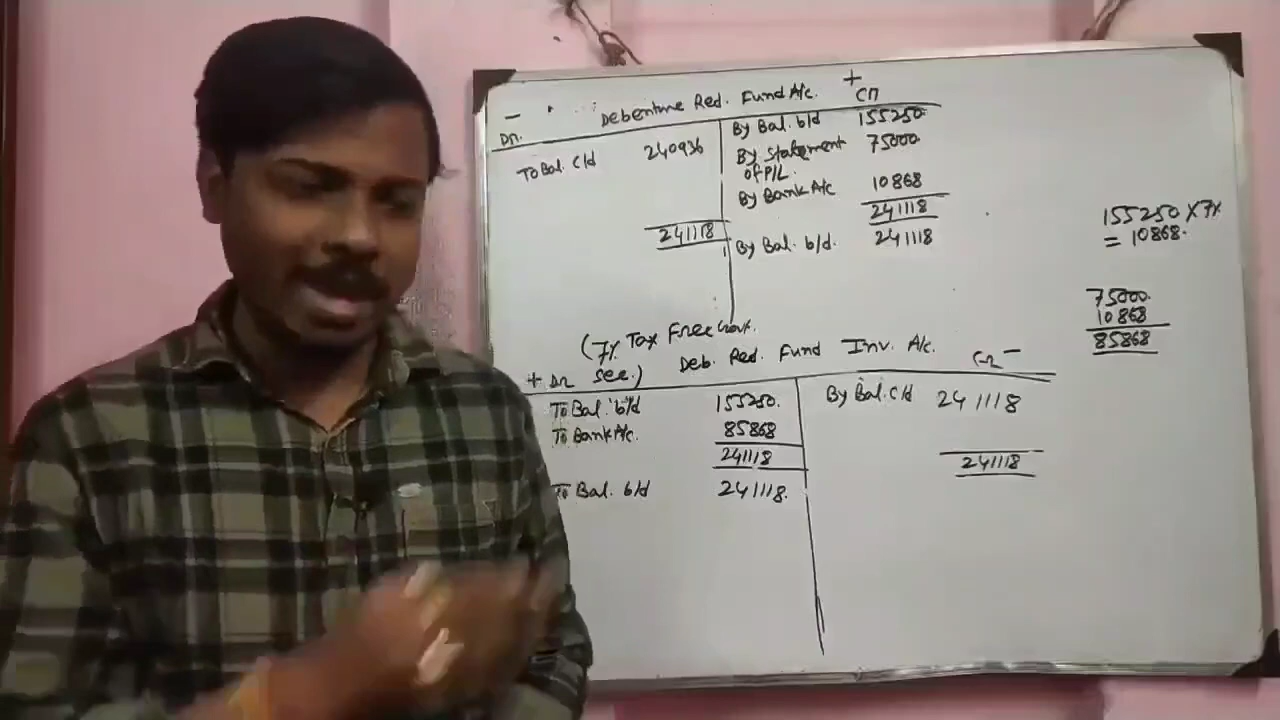 Debenture Red. Fund A/c.
− +
Dr. Cr
To Bal. C/d 240936
241118
By Bal. b/d 155250
By Statement 75000
of P/L.
By Bank A/c 10868
241118
By Bal. b/d. 241118
155250 X 7%
= 10868.
75000.
10868
85868
(7% Tax Free Govt.
Sec.)
Deb. Red. Fund Inv. A/c.
+ Dr Cr −
To Bal. b/d 155250.
To Bank A/c. 85868
241118
To Bal. b/d 241118.
By Bal. C/d 241118
241118